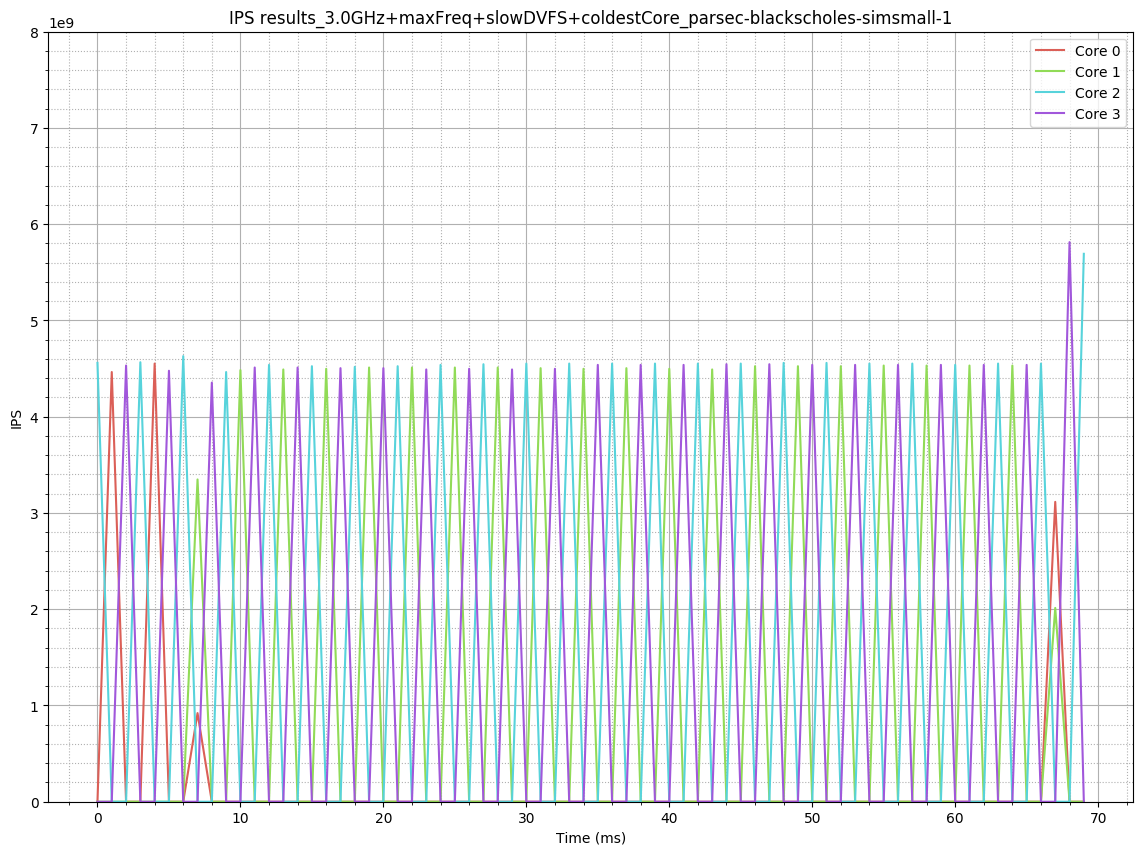 IPS results_3.0GHz+maxFreq+slowDVFS+coldestCore_parsec-blackscholes-simsmall-1
1e9
8
7
6
5
4
3
2
1
0
IPS
Core 0
Core 1
Core 2
Core 3
0 10 20 30 40 50 60 70
Time (ms)